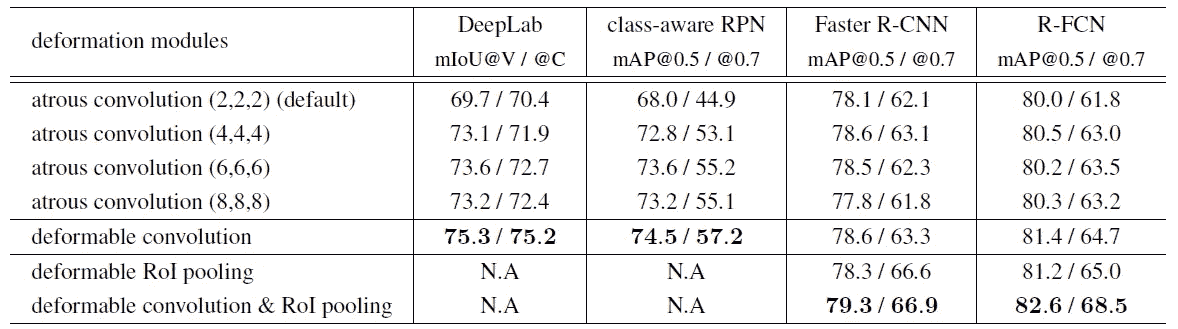 deformation modules DeepLab class-aware RPN Faster R-CNN R-FCN
mIoU@V / @C mAP@0.5 / @0.7 mAP@0.5 / @0.7 mAP@0.5 / @0.7
atrous convolution (2,2,2) (default) 69.7 / 70.4 68.0 / 44.9 78.1 / 62.1 80.0 / 61.8
atrous convolution (4,4,4) 73.1 / 71.9 72.8 / 53.1 78.6 / 63.1 80.5 / 63.0
atrous convolution (6,6,6) 73.6 / 72.7 73.6 / 55.2 78.5 / 62.3 80.2 / 63.5
atrous convolution (8,8,8) 73.2 / 72.4 73.2 / 55.1 77.8 / 61.8 80.3 / 63.2
deformable convolution 75.3 / 75.2 74.5 / 57.2 78.6 / 63.3 81.4 / 64.7
deformable RoI pooling N.A N.A 78.3 / 66.6 81.2 / 65.0
deformable convolution & RoI pooling N.A N.A 79.3 / 66.9 82.6 / 68.5